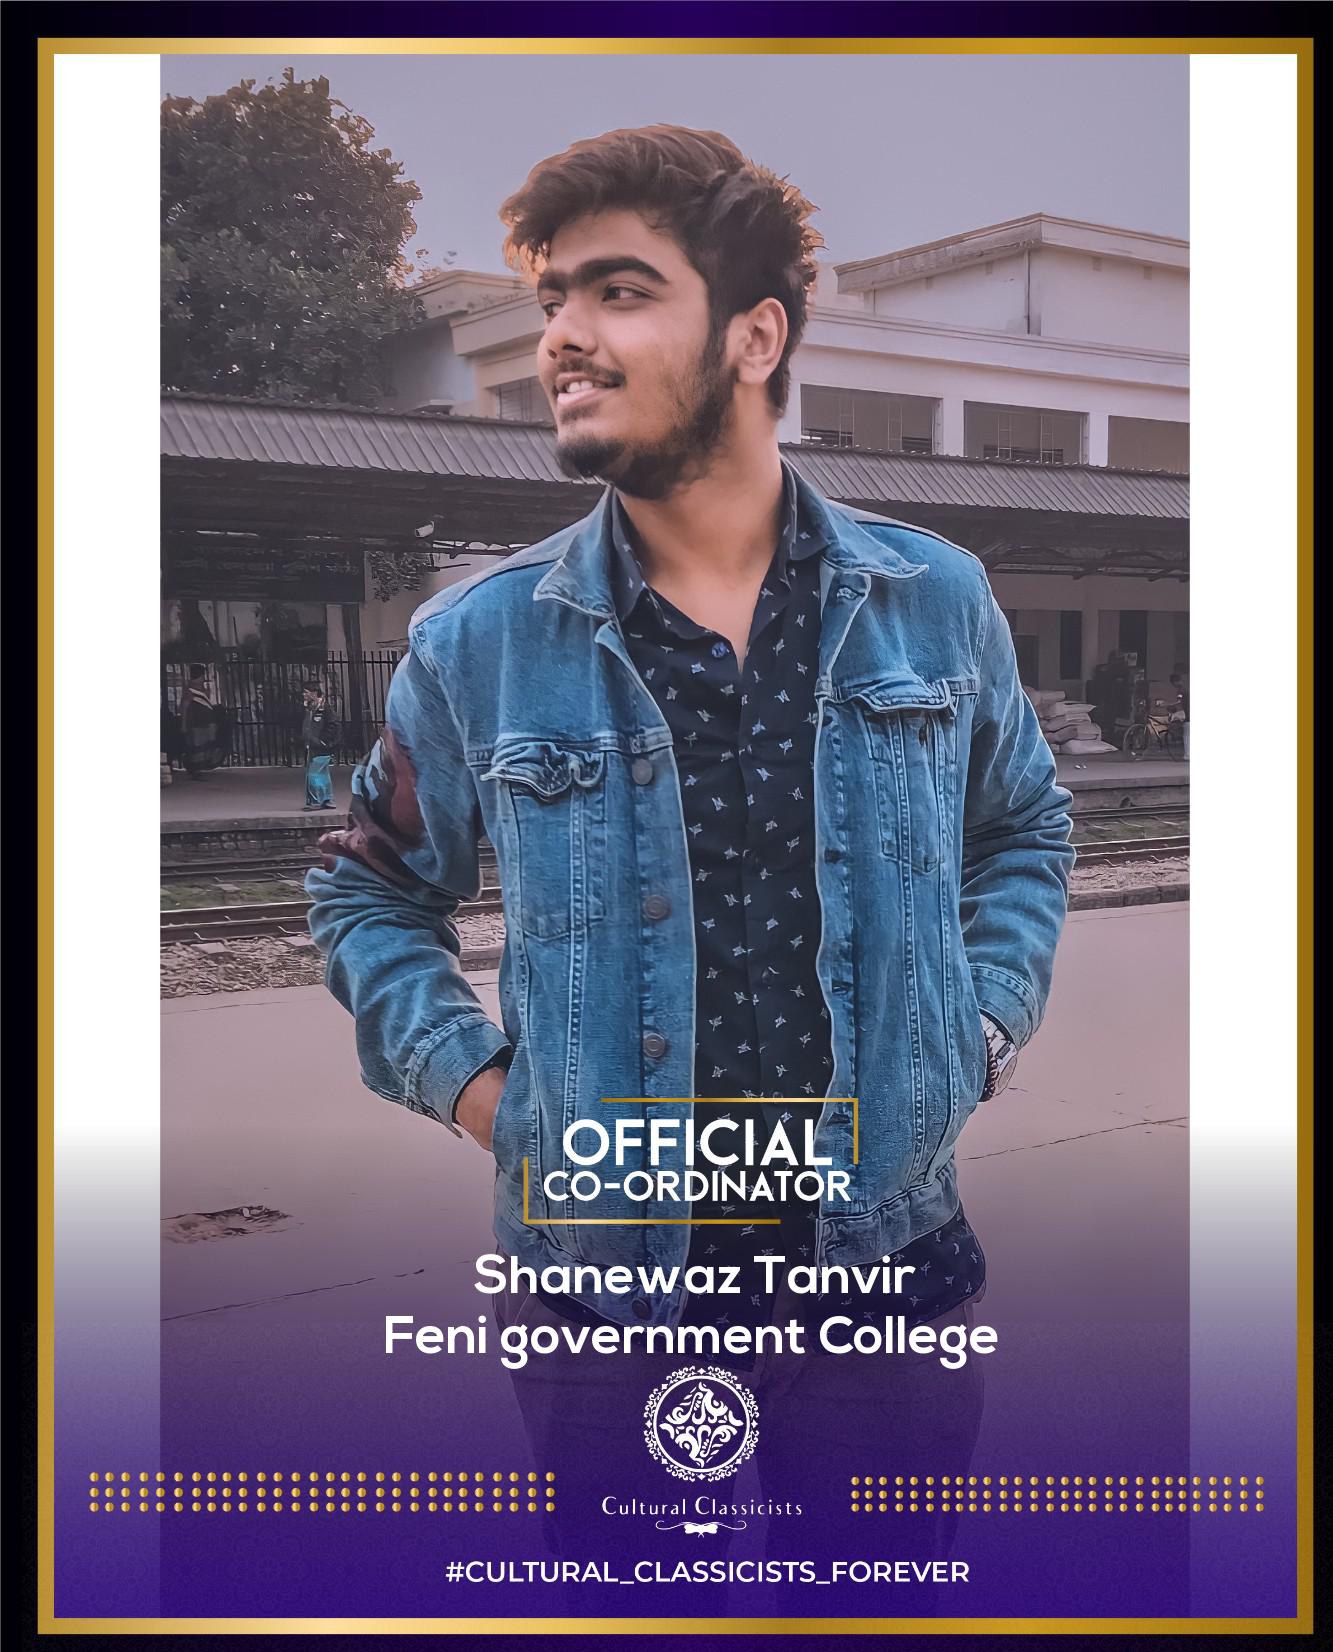 OFFICIAL
CO-ORDINATOR
Shanewaz Tanvir
Feni government College
Cultural Classicists
#CULTURAL_CLASSICISTS_FOREVER